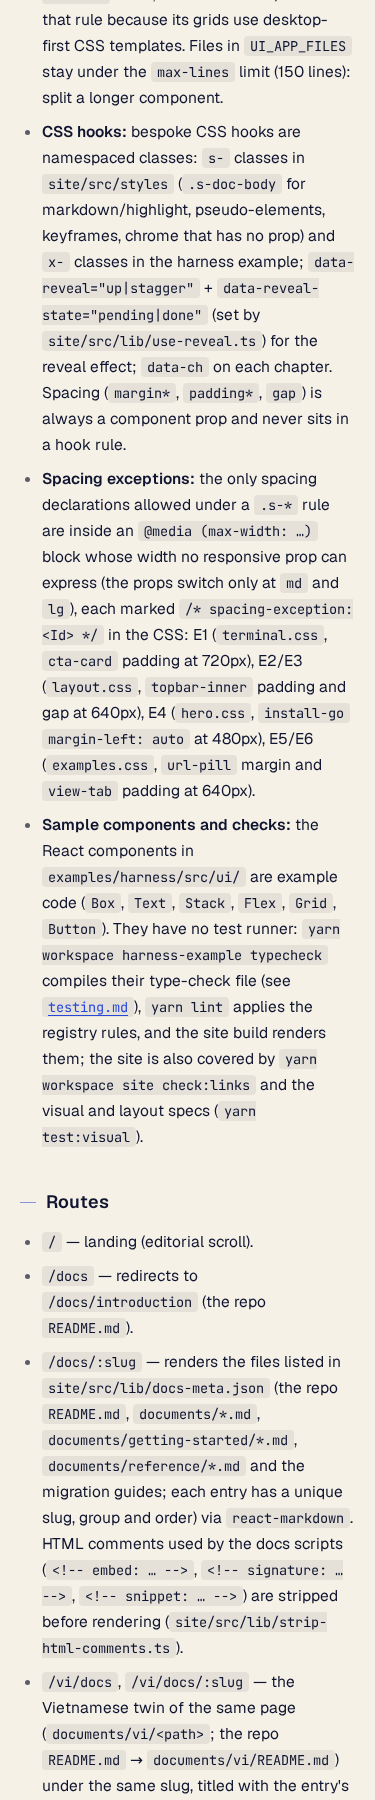 that rule because its grids use desktop-
first CSS templates. Files in UI_APP_FILES
stay under the max-lines limit (150 lines):
split a longer component.
• CSS hooks: bespoke CSS hooks are
namespaced classes: s- classes in
site/src/styles (.s-doc-body for
markdown/highlight, pseudo-elements,
keyframes, chrome that has no prop) and
x- classes in the harness example; data-
reveal="up|stagger" + data-reveal-
state="pending|done" (set by
site/src/lib/use-reveal.ts) for the
reveal effect; data-ch on each chapter.
Spacing (margin*, padding*, gap) is
always a component prop and never sits in
a hook rule.
• Spacing exceptions: the only spacing
declarations allowed under a .s-* rule
are inside an @media (max-width: …)
block whose width no responsive prop can
express (the props switch only at md and
lg), each marked /* spacing-exception:
<Id> */ in the CSS: E1 (terminal.css,
cta-card padding at 720px), E2/E3
(layout.css, topbar-inner padding and
gap at 640px), E4 (hero.css, install-go
margin-left: auto at 480px), E5/E6
(examples.css, url-pill margin and
view-tab padding at 640px).
• Sample components and checks: the
React components in
examples/harness/src/ui/ are example
code (Box, Text, Stack, Flex, Grid,
Button). They have no test runner: yarn
workspace harness-example typecheck
compiles their type-check file (see
testing.md), yarn lint applies the
registry rules, and the site build renders
them; the site is also covered by yarn
workspace site check:links and the
visual and layout specs (yarn
test:visual).
— Routes
• / — landing (editorial scroll).
• /docs — redirects to
/docs/introduction (the repo
README.md).
• /docs/:slug — renders the files listed in
site/src/lib/docs-meta.json (the repo
README.md, documents/*.md,
documents/getting-started/*.md,
documents/reference/*.md and the
migration guides; each entry has a unique
slug, group and order) via react-markdown.
HTML comments used by the docs scripts
(<!-- embed: … -->, <!-- signature: …
-->, <!-- snippet: … -->) are stripped
before rendering (site/src/lib/strip-
html-comments.ts).
• /vi/docs, /vi/docs/:slug — the
Vietnamese twin of the same page
(documents/vi/<path>; the repo
README.md → documents/vi/README.md)
under the same slug, titled with the entry's